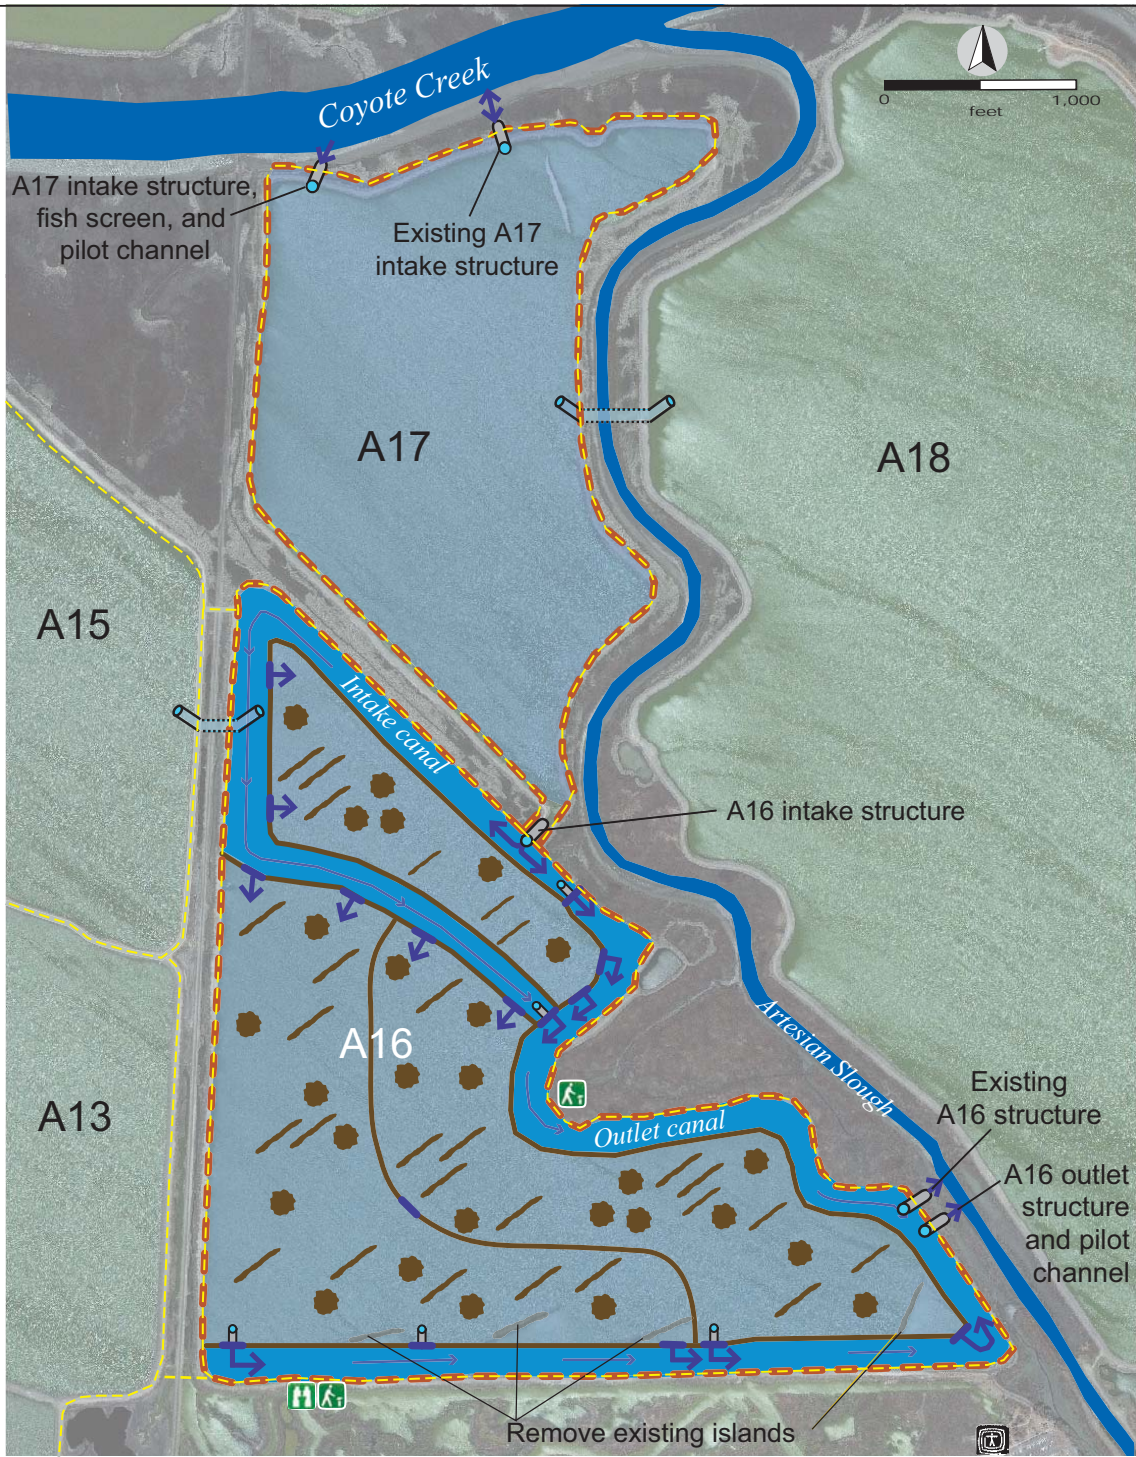 Coyote Creek
0
1,000
feet
A17 intake structure,
fish screen, and
pilot channel
Existing A17
intake structure
A17
A18
A15
Intake canal
A16 intake structure
A16
A13
Artesian Slough
Outlet canal
Existing
A16 structure
A16 outlet
structure
and pilot
channel
Remove existing islands